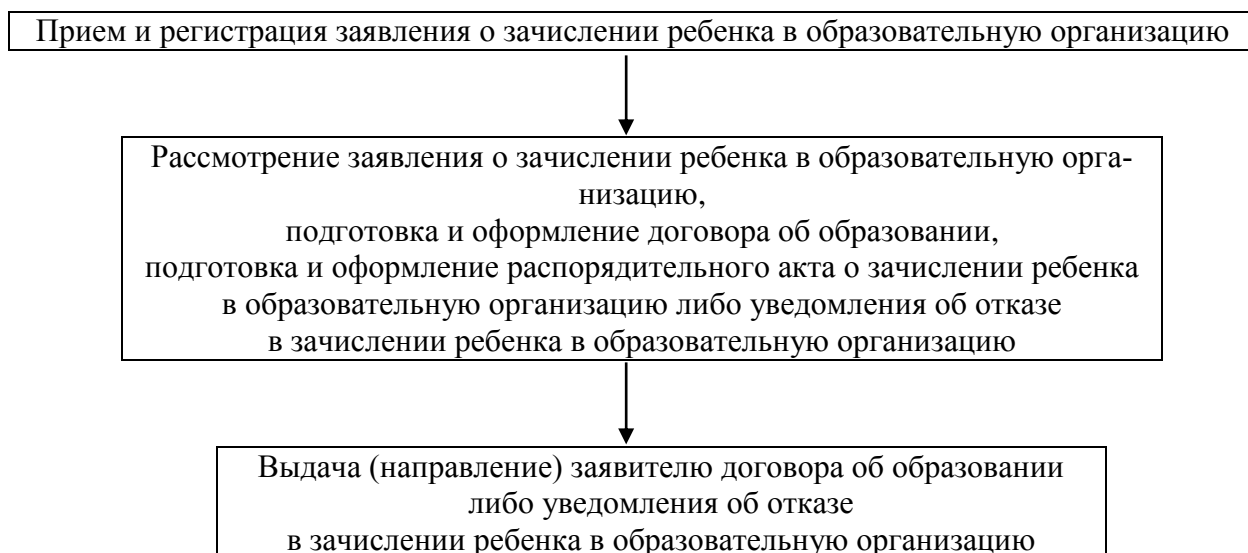 Прием и регистрация заявления о зачислении ребенка в образовательную организацию
Рассмотрение заявления о зачислении ребенка в образовательную орга-
низацию,
подготовка и оформление договора об образовании,
подготовка и оформление распорядительного акта о зачислении ребенка
в образовательную организацию либо уведомления об отказе
в зачислении ребенка в образовательную организацию
Выдача (направление) заявителю договора об образовании
либо уведомления об отказе
в зачислении ребенка в образовательную организацию